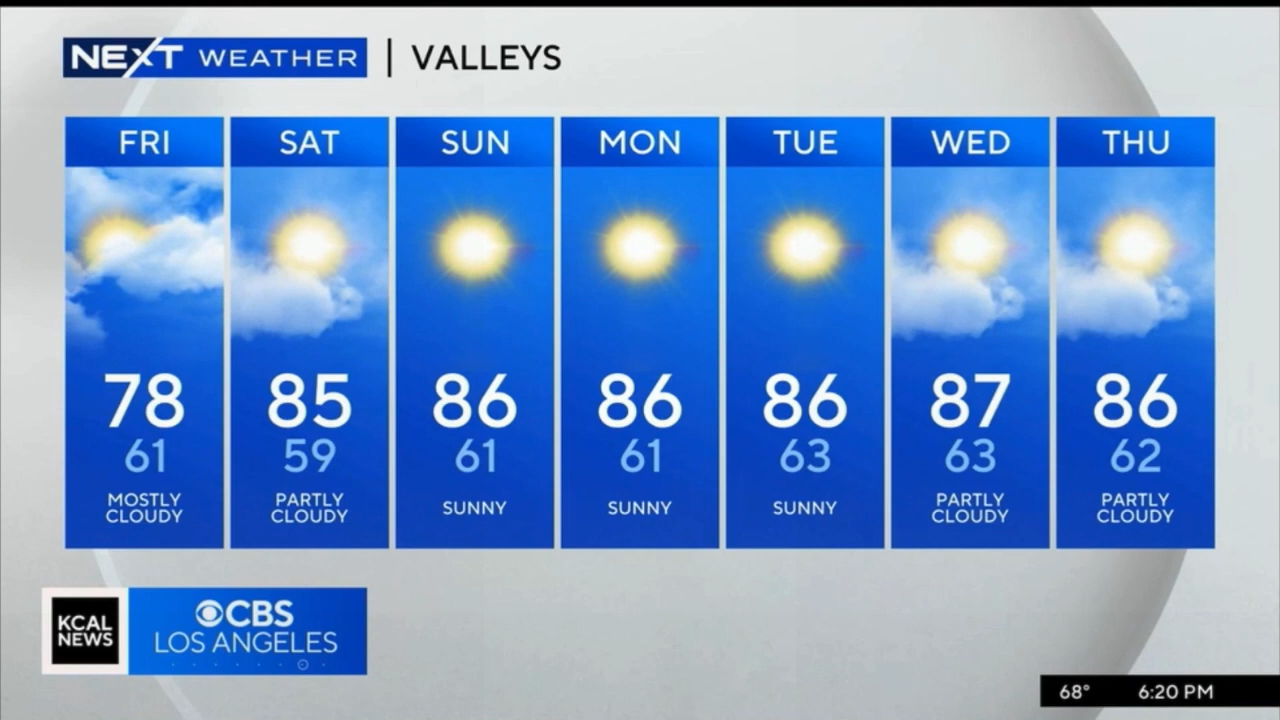 NEXT WEATHER | VALLEYS
FRI
78
61
MOSTLY
CLOUDY
SAT
85
59
PARTLY
CLOUDY
SUN
86
61
SUNNY
MON
86
61
SUNNY
TUE
86
63
SUNNY
WED
87
63
PARTLY
CLOUDY
THU
86
62
PARTLY
CLOUDY
KCAL
NEWS
CBS
LOS ANGELES
68° 6:20 PM